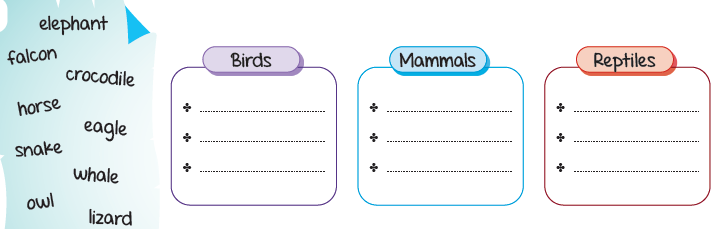 elephant
falcon
crocodile
horse
eagle
snake
whale
owl
lizard
Birds
Mammals
Reptiles